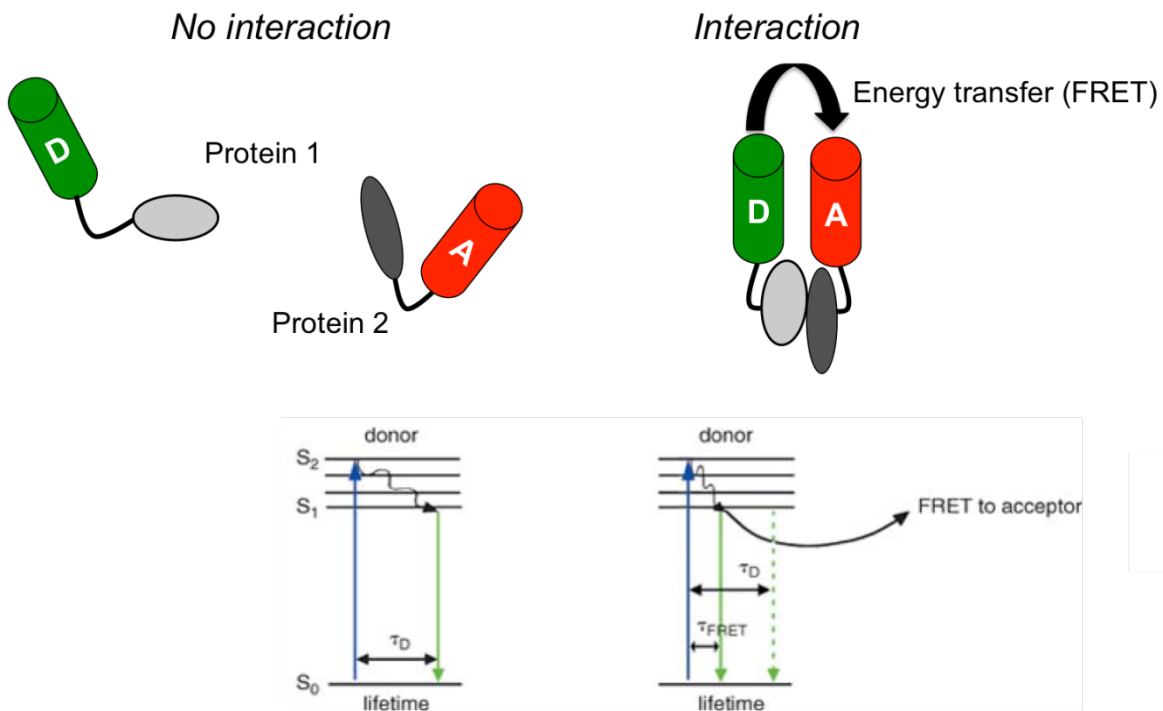 No interaction
Interaction
Energy transfer (FRET)
D
Protein 1
A
Protein 2
D
A
donor
donor
S2
S1
FRET to acceptor
τD
τD
τFRET
S0
lifetime
lifetime